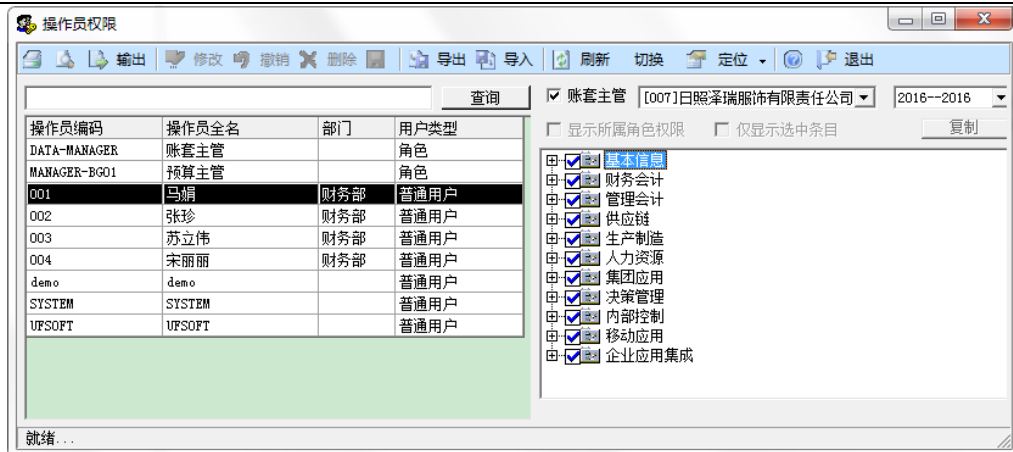 操作员权限
输出 修改 撤销 删除 导出 导入 刷新 切换 定位 退出
查询 账套主管 [007]日照泽瑞服饰有限责任公司 2016--2016
显示所属角色权限 仅显示选中条目 复制
操作员编码 操作员全名 部门 用户类型
DATA-MANAGER 账套主管 角色
MANAGER-BG01 预算主管 角色
001 马娟 财务部 普通用户
002 张珍 财务部 普通用户
003 苏立伟 财务部 普通用户
004 宋丽丽 财务部 普通用户
demo demo 普通用户
SYSTEM SYSTEM 普通用户
UFSOFT UFSOFT 普通用户
基本信息
财务会计
管理会计
供应链
生产制造
人力资源
集团应用
决策管理
内部控制
移动应用
企业应用集成
就绪...